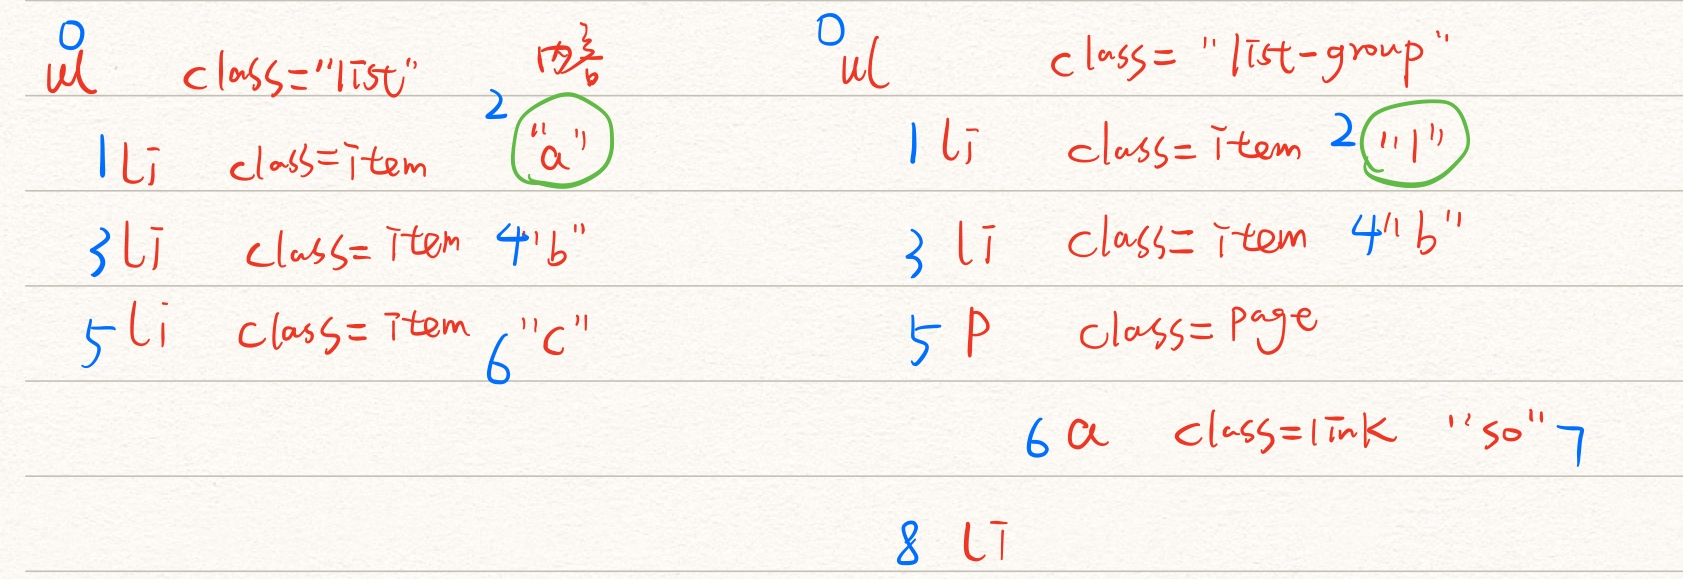 0
ul class="list" 内容
0
ul class="list-group"
1 li class=item 2 "a"
1 li class=item 2 "1"
3 li class=item 4 "b"
3 li class=item 4 "b"
5 li class=item 6 "c"
5 p class=page
6 a class=link "so" 7
8 li